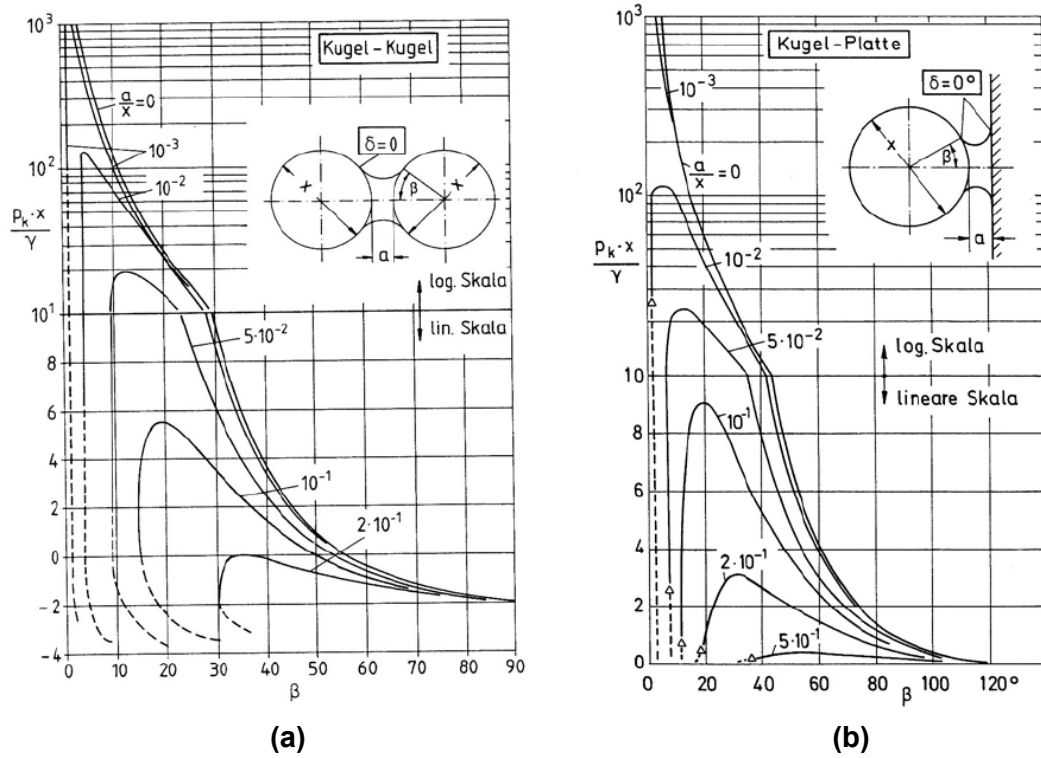 Kugel-Kugel
10³
10²
10¹
8
6
4
2
0
-2
-4
p_k · x / γ
a/x = 0
10⁻³
10⁻²
5·10⁻²
10⁻¹
2·10⁻¹
δ=0
x
β
x
a
log. Skala
lin. Skala
0 10 20 30 40 50 60 70 80 90
β
(a)
Kugel-Platte
10³
10²
10
8
4
2
0
p_k · x / γ
10⁻³
a/x = 0
10⁻²
5·10⁻²
10⁻¹
2·10⁻¹
5·10⁻¹
δ=0°
x
β
a
log. Skala
lineare Skala
0 20 40 60 80 100 120°
β
(b)